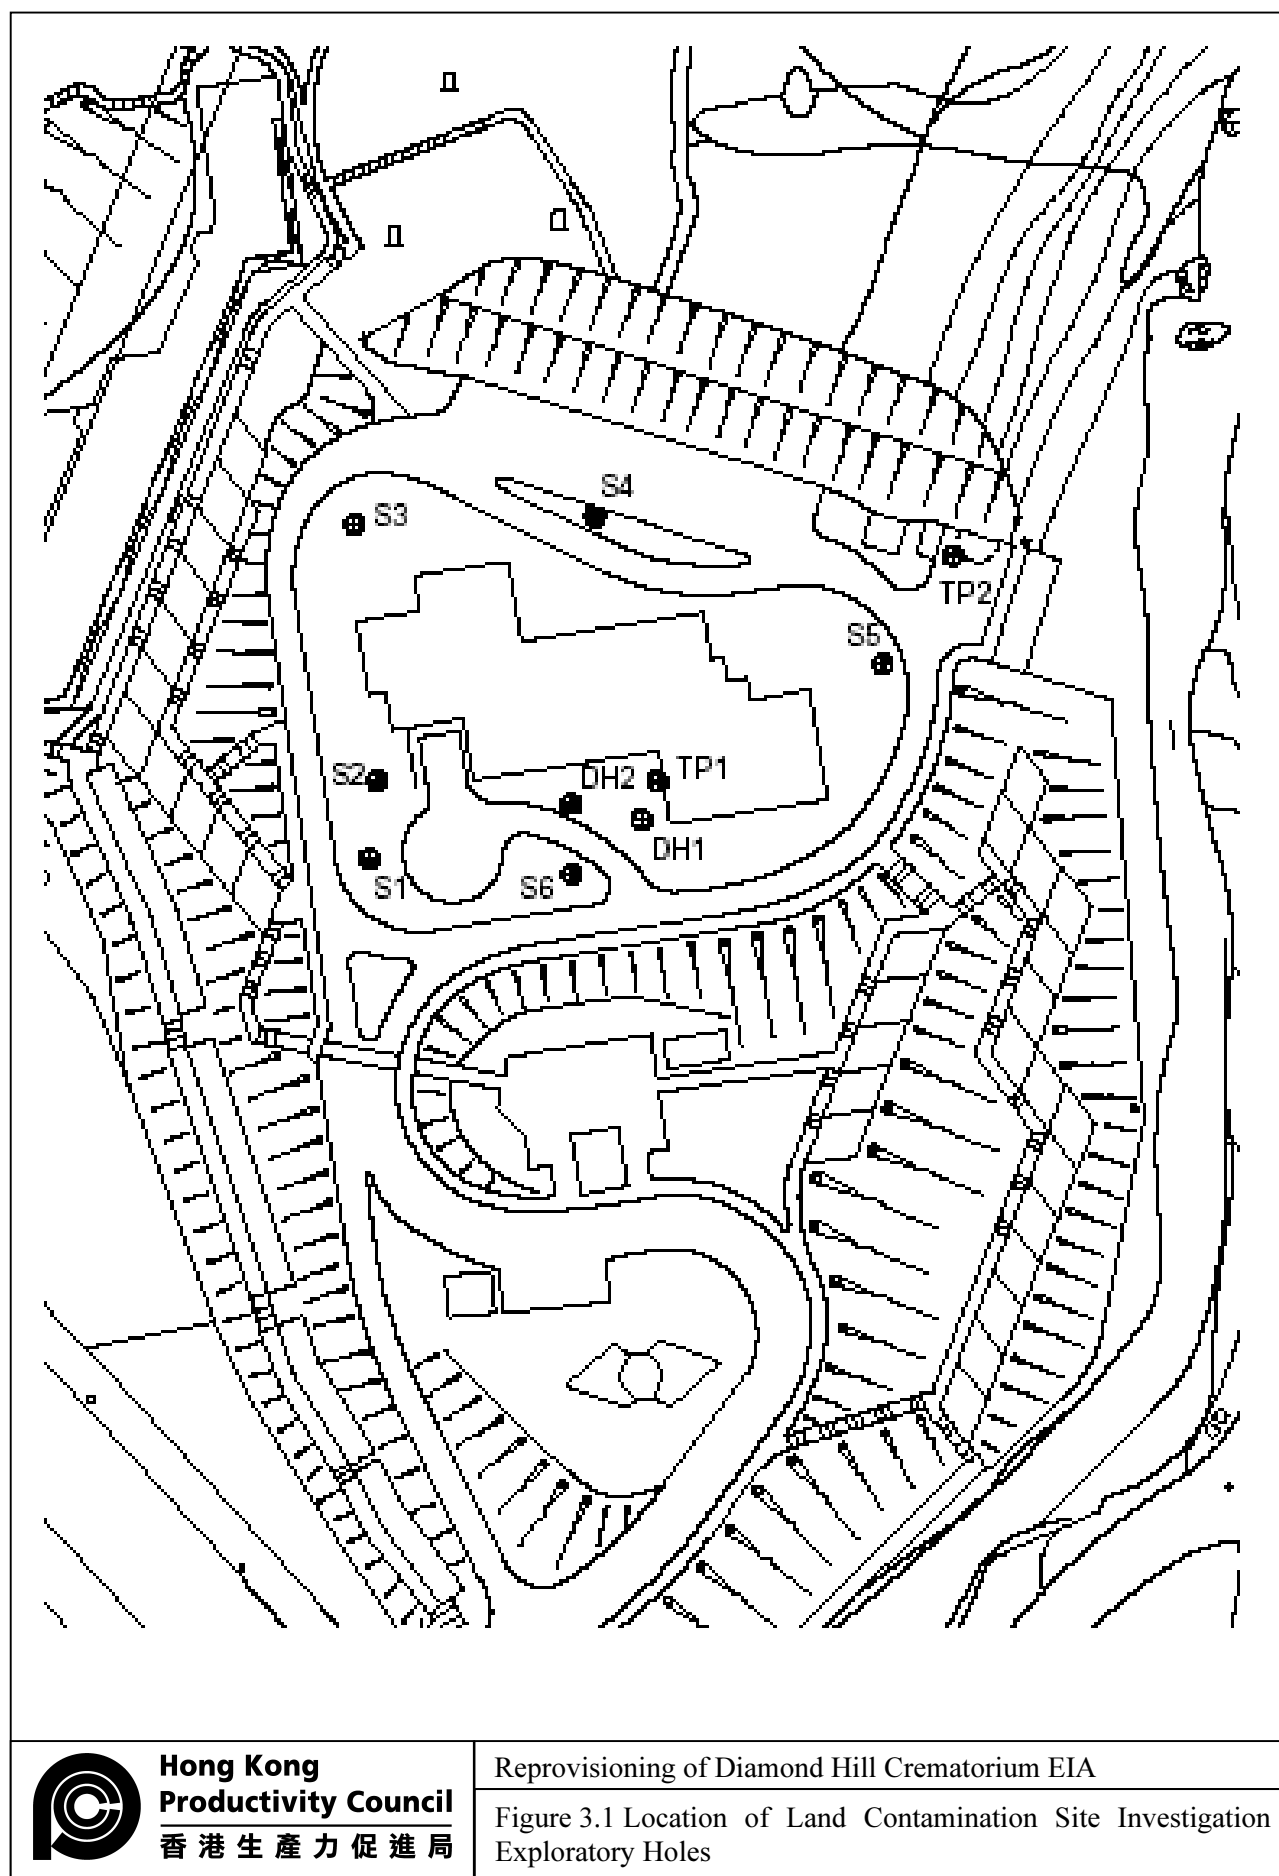 S4
S3
TP2
S5
S2
DH2
TP1
DH1
S1
S6
Hong Kong
Productivity Council
香港生產力促進局
Reprovisioning of Diamond Hill Crematorium EIA
Figure 3.1 Location of Land Contamination Site Investigation
Exploratory Holes